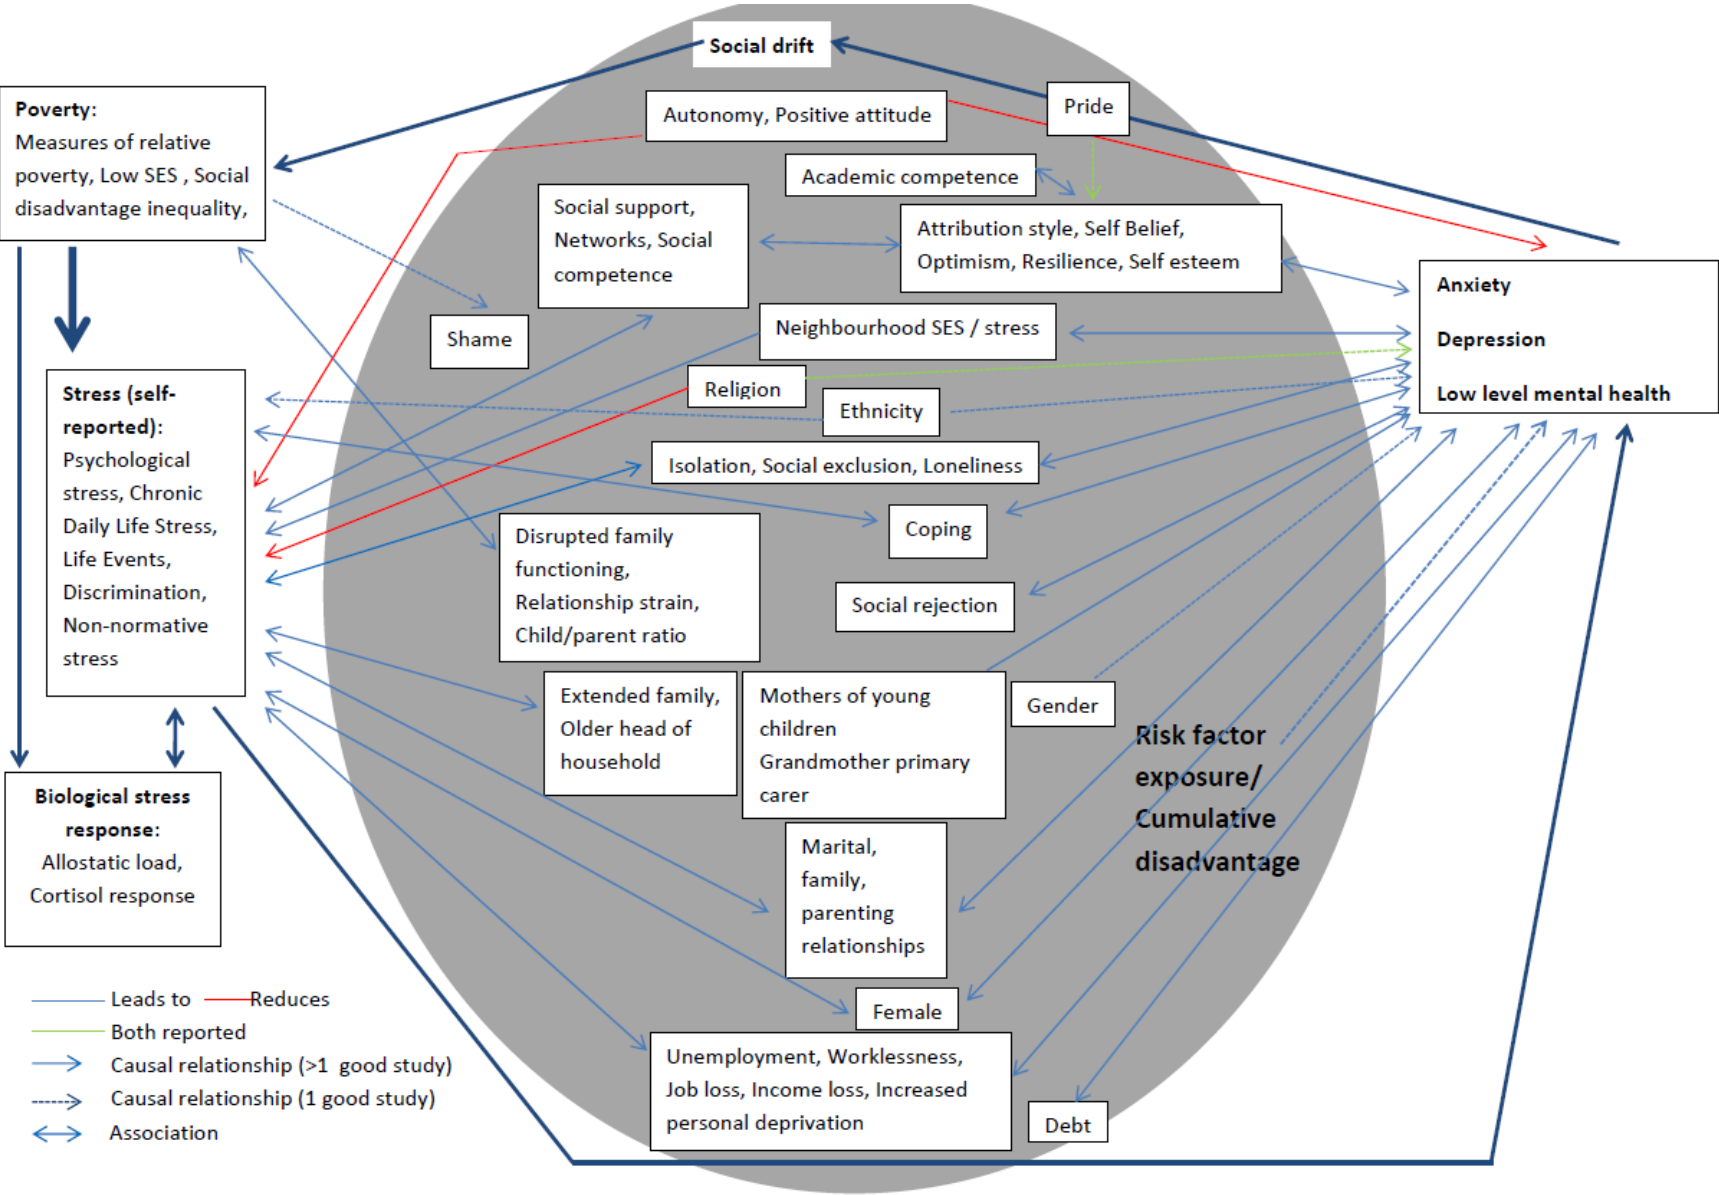 Social drift
Pride
Autonomy, Positive attitude
Poverty:
Measures of relative
poverty, Low SES , Social
disadvantage inequality,
Academic competence
Social support,
Networks, Social
competence
Attribution style, Self Belief,
Optimism, Resilience, Self esteem
Anxiety
Depression
Low level mental health
Shame
Neighbourhood SES / stress
Religion
Ethnicity
Isolation, Social exclusion, Loneliness
Stress (self-
reported):
Psychological
stress, Chronic
Daily Life Stress,
Life Events,
Discrimination,
Non-normative
stress
Coping
Disrupted family
functioning,
Relationship strain,
Child/parent ratio
Social rejection
Extended family,
Older head of
household
Mothers of young
children
Grandmother primary
carer
Gender
Risk factor
exposure/
Cumulative
disadvantage
Biological stress
response:
Allostatic load,
Cortisol response
Marital,
family,
parenting
relationships
Female
Unemployment, Worklessness,
Job loss, Income loss, Increased
personal deprivation
Debt
Leads to Reduces
Both reported
Causal relationship (>1 good study)
Causal relationship (1 good study)
Association